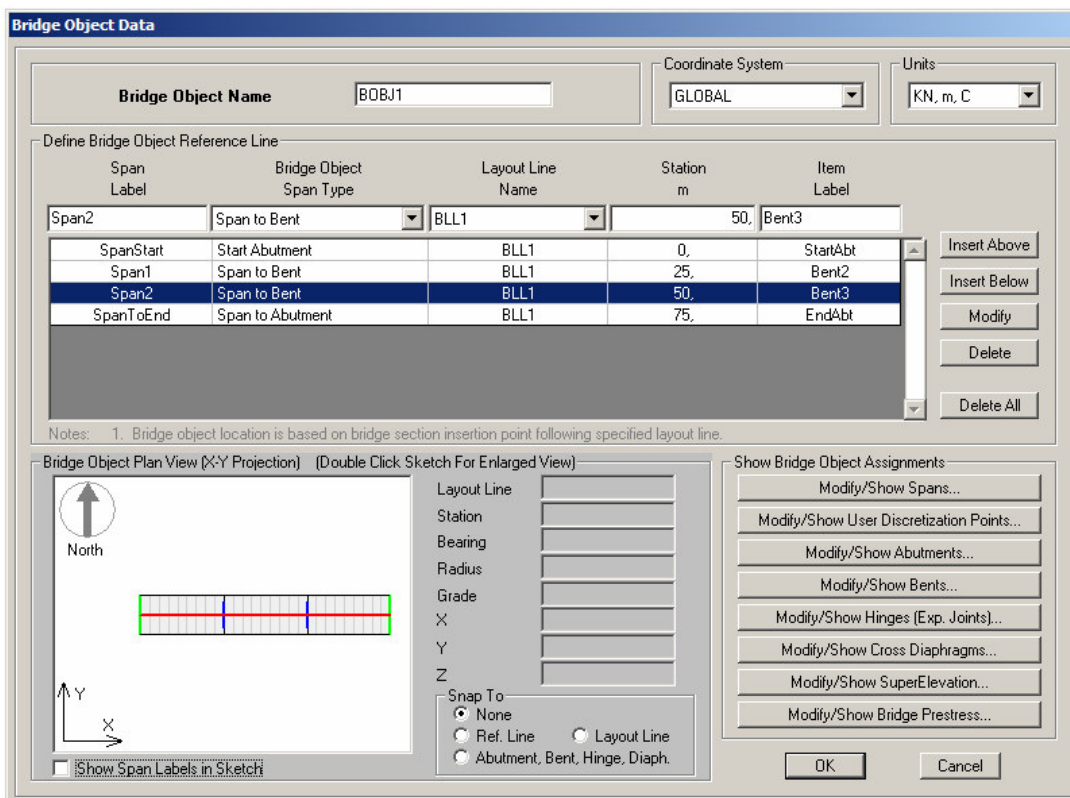 Bridge Object Data
Coordinate System
Units
Bridge Object Name BOBJ1 GLOBAL KN, m, C
Define Bridge Object Reference Line
Span Bridge Object Layout Line Station Item
Label Span Type Name m Label
Span2 Span to Bent BLL1 50, Bent3
SpanStart Start Abutment BLL1 0, StartAbt Insert Above
Span1 Span to Bent BLL1 25, Bent2 Insert Below
Span2 Span to Bent BLL1 50, Bent3
SpanToEnd Span to Abutment BLL1 75, EndAbt Modify
Delete
Delete All
Notes: 1. Bridge object location is based on bridge section insertion point following specified layout line.
Bridge Object Plan View (X-Y Projection) (Double Click Sketch For Enlarged View)
North
Y
X
Show Span Labels in Sketch
Layout Line
Station
Bearing
Radius
Grade
X
Y
Z
Snap To
None
Ref. Line Layout Line
Abutment, Bent, Hinge, Diaph.
Show Bridge Object Assignments
Modify/Show Spans...
Modify/Show User Discretization Points...
Modify/Show Abutments...
Modify/Show Bents...
Modify/Show Hinges (Exp. Joints)...
Modify/Show Cross Diaphragms...
Modify/Show SuperElevation...
Modify/Show Bridge Prestress...
OK Cancel